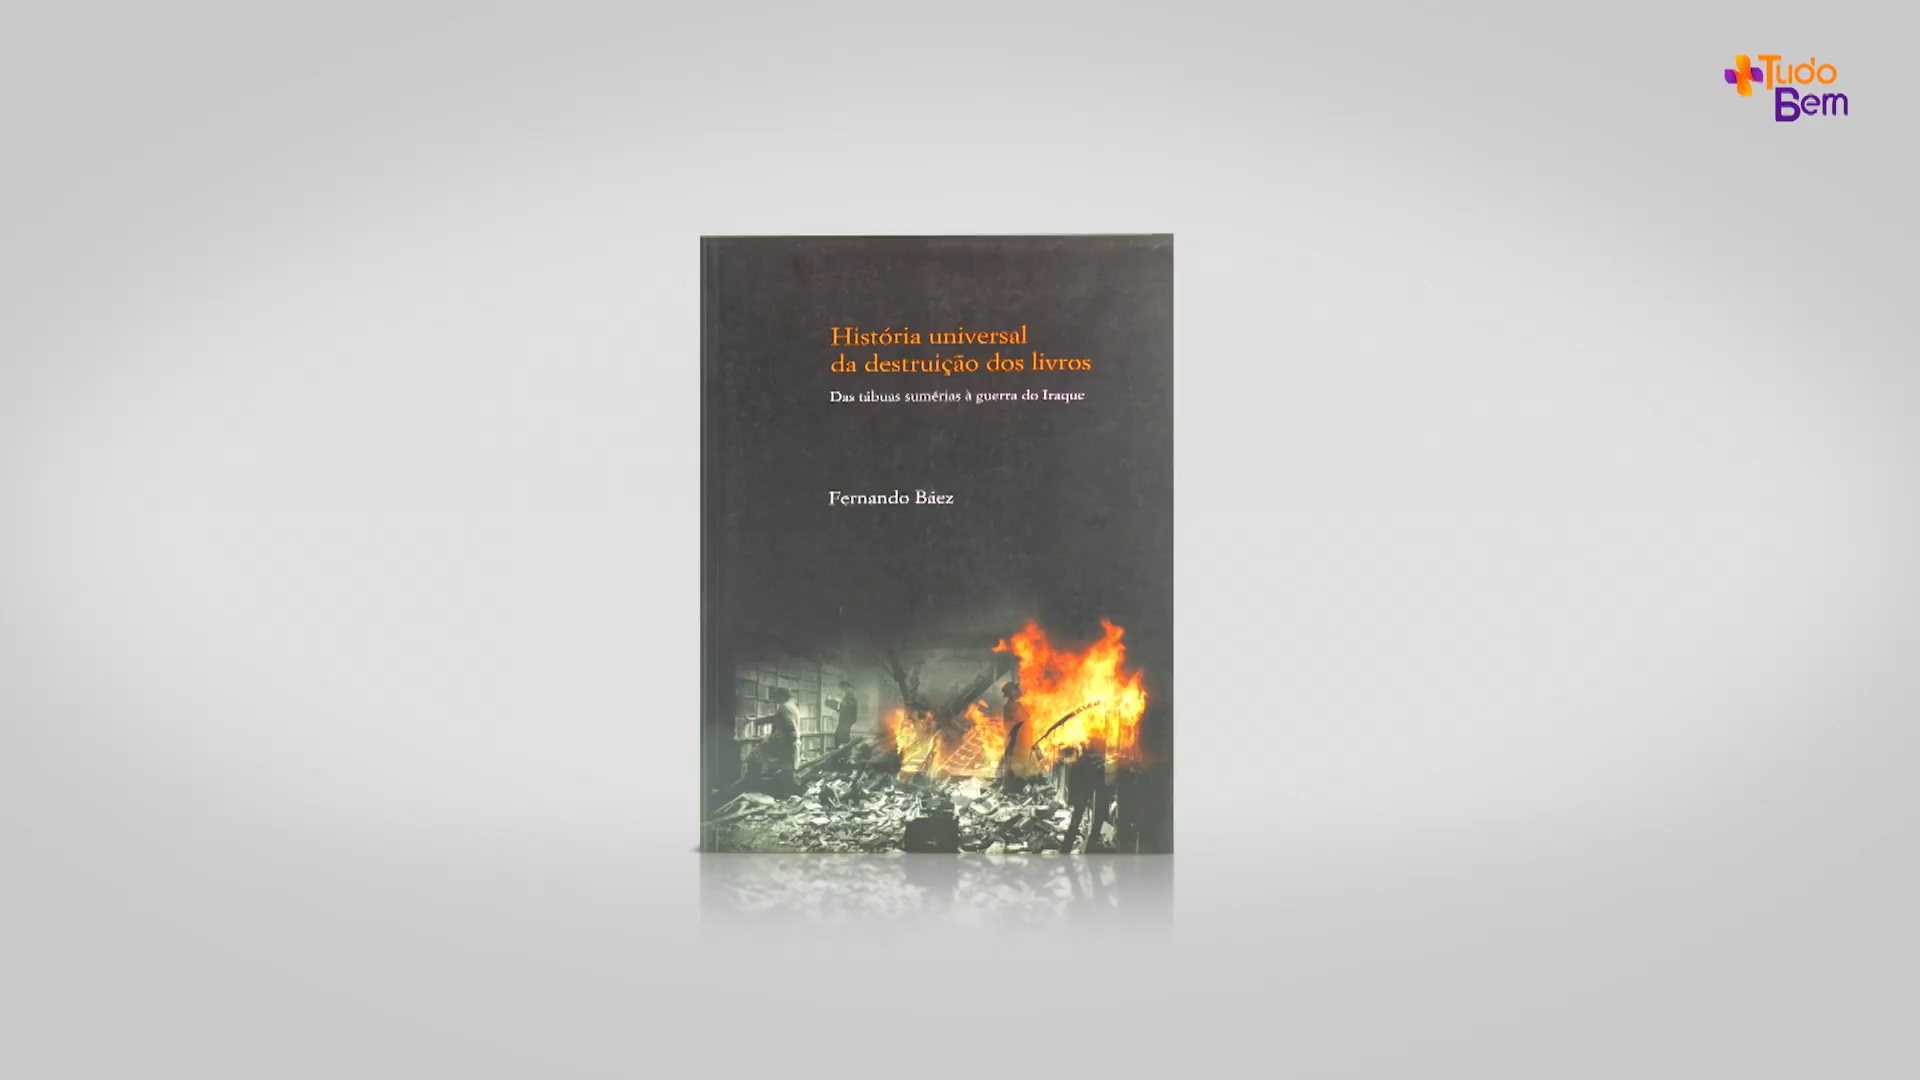 Tudo
Bem
História universal
da destruição dos livros
Das tábuas sumérias à guerra do Iraque
Fernando Báez